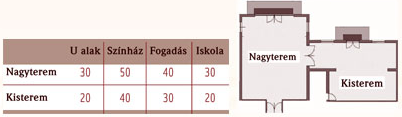 U alak Színház Fogadás Iskola
Nagyterem 30 50 40 30
Kisterem 20 40 30 20
Nagyterem
Kisterem